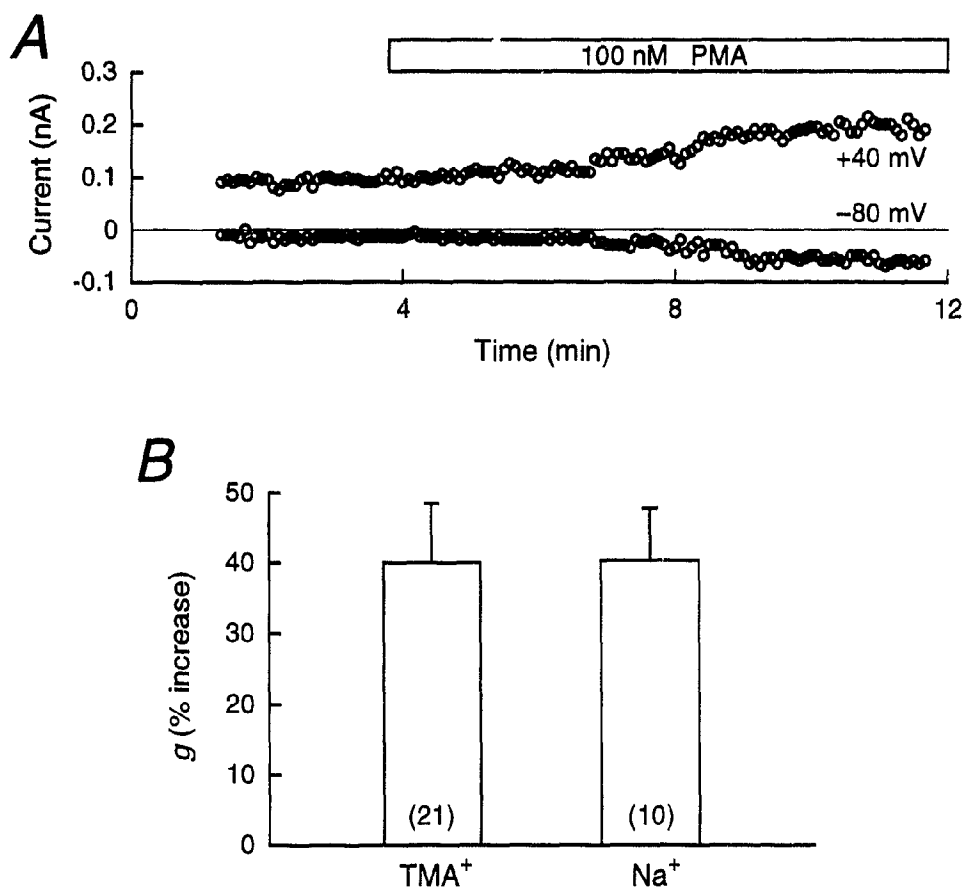 A
100 nM PMA
0.3
0.2
0.1
0
-0.1
Current (nA)
+40 mV
–80 mV
0 4 8 12
Time (min)
B
50
40
30
20
10
0
g (% increase)
(21) (10)
TMA⁺ Na⁺